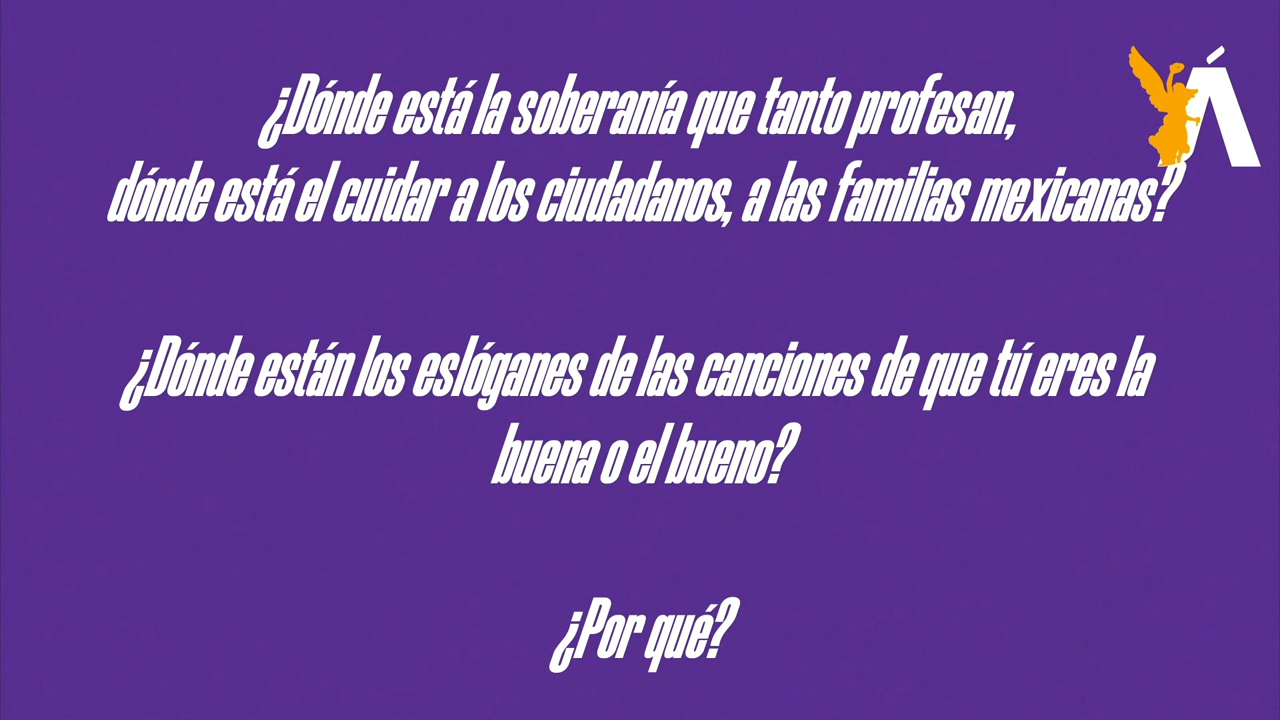 ¿Dónde está la soberanía que tanto profesan,
dónde está el cuidar a los ciudadanos, a las familias mexicanas?
¿Dónde están los eslóganes de las canciones de que tú eres la
buena o el bueno?
¿Por qué?
Á